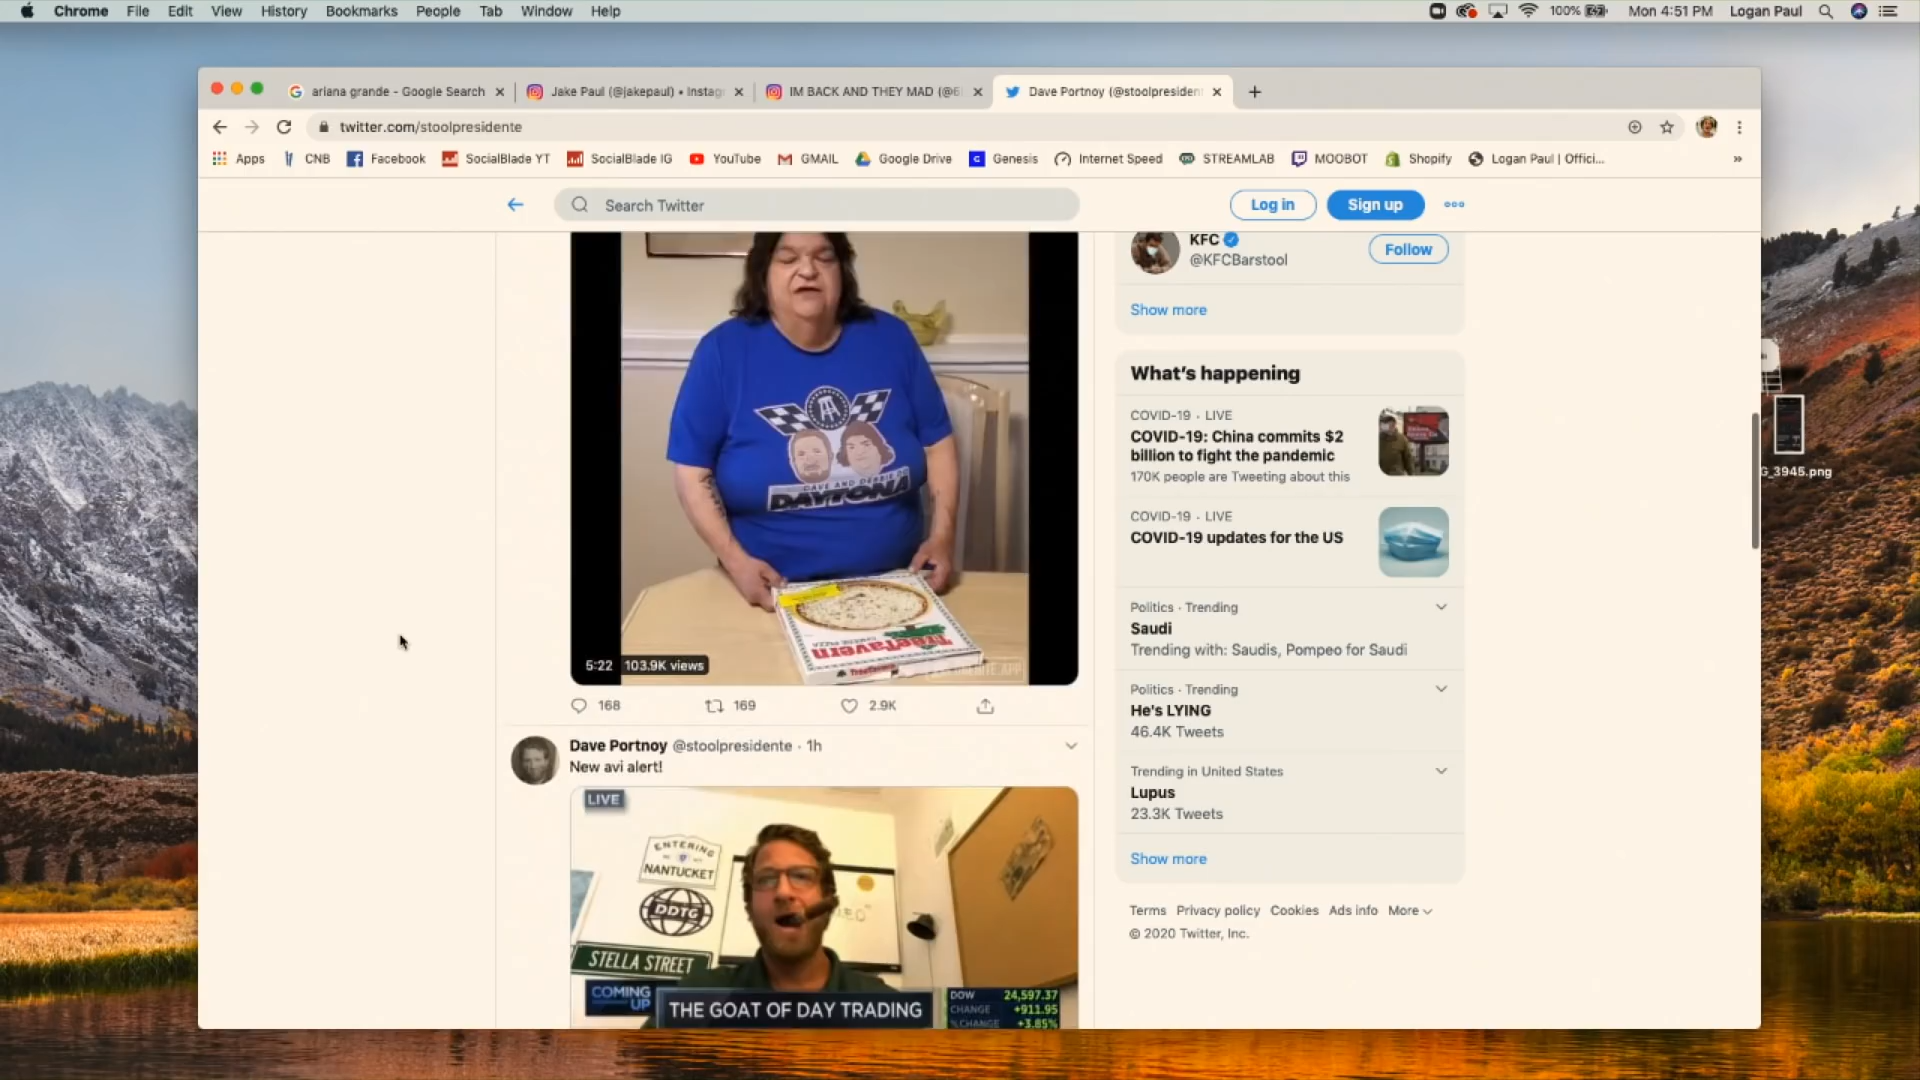 Chrome File Edit View History Bookmarks People Tab Window Help
100% Mon 4:51 PM Logan Paul
ariana grande - Google Search
Jake Paul (@jakepaul) • Instag
IM BACK AND THEY MAD (@6
Dave Portnoy (@stoolpresiden
twitter.com/stoolpresidente
Apps CNB Facebook SocialBlade YT SocialBlade IG YouTube GMAIL Google Drive Genesis Internet Speed STREAMLAB MOOBOT Shopify Logan Paul | Offici...
Search Twitter
Log in
Sign up
KFC
@KFCBarstool
Follow
Show more
DAVE AND DEBBIE DO
DAYTONA
TreeTavern
CHEESE PIZZA
5:22 103.9K views
168 169 2.9K
Dave Portnoy @stoolpresidente · 1h
New avi alert!
LIVE
ENTERING
NANTUCKET
DDTG
STELLA STREET
COMING
UP
THE GOAT OF DAY TRADING
DOW 24,597.37
CHANGE +911.95
%CHANGE +3.85%
What's happening
COVID-19 · LIVE
COVID-19: China commits $2
billion to fight the pandemic
170K people are Tweeting about this
COVID-19 · LIVE
COVID-19 updates for the US
Politics · Trending
Saudi
Trending with: Saudis, Pompeo for Saudi
Politics · Trending
He's LYING
46.4K Tweets
Trending in United States
Lupus
23.3K Tweets
Show more
Terms Privacy policy Cookies Ads info More
© 2020 Twitter, Inc.
G_3945.png